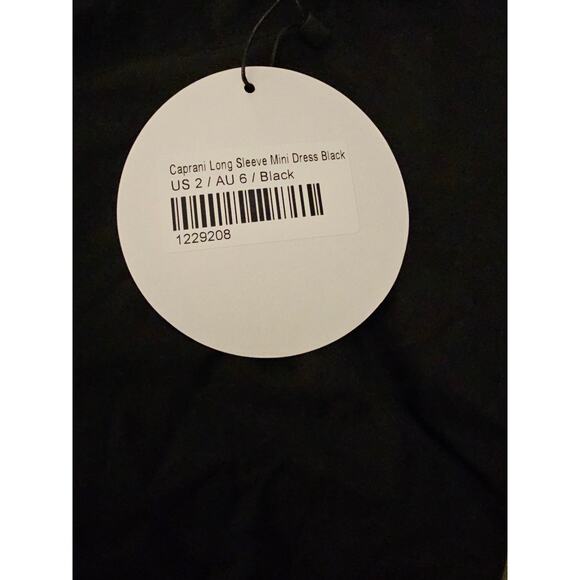 Caprani Long Sleeve Mini Dress Black
US 2 / AU 6 / Black
1229208